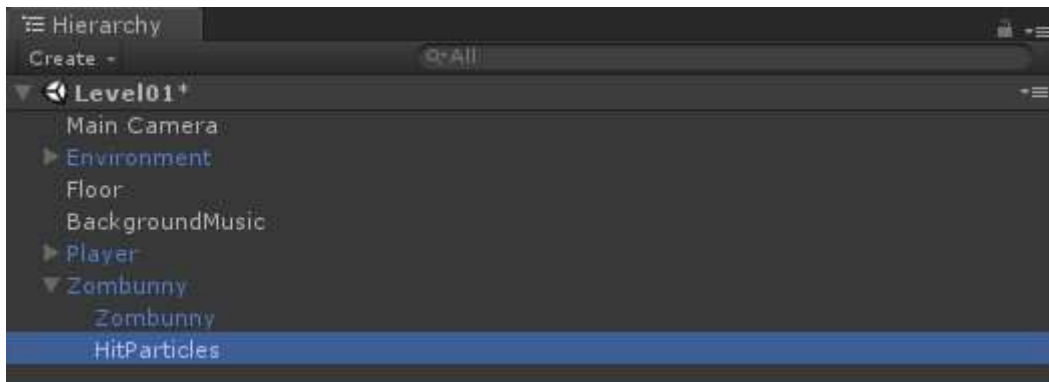 Hierarchy
Create
All
Level01*
Main Camera
Environment
Floor
BackgroundMusic
Player
Zombunny
Zombunny
HitParticles